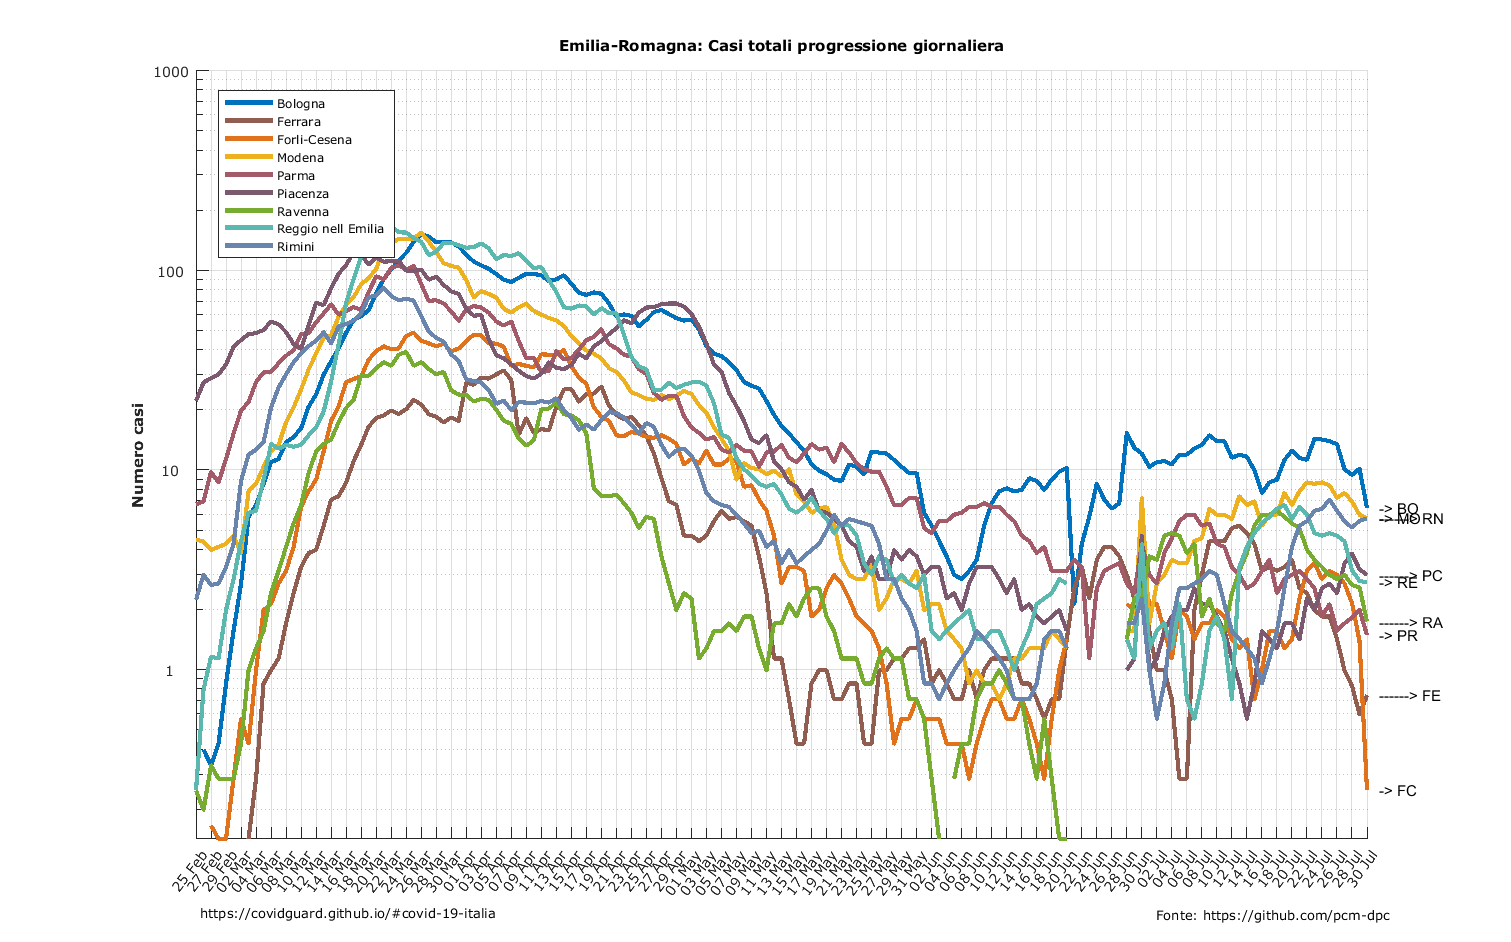 Emilia-Romagna: Casi totali progressione giornaliera
Numero casi
1000
100
10
1
Bologna
Ferrara
Forli-Cesena
Modena
Parma
Piacenza
Ravenna
Reggio nell Emilia
Rimini
-> BO
-> MORN
-----> PC
-> RE
-----> RA
-> PR
-----> FE
-> FC
25 Feb
27 Feb
29 Feb
02 Mar
04 Mar
06 Mar
08 Mar
10 Mar
12 Mar
14 Mar
16 Mar
18 Mar
20 Mar
22 Mar
24 Mar
26 Mar
28 Mar
30 Mar
01 Apr
03 Apr
05 Apr
07 Apr
09 Apr
11 Apr
13 Apr
15 Apr
17 Apr
19 Apr
21 Apr
23 Apr
25 Apr
27 Apr
29 Apr
01 May
03 May
05 May
07 May
09 May
11 May
13 May
15 May
17 May
19 May
21 May
23 May
25 May
27 May
29 May
31 May
02 Jun
04 Jun
06 Jun
08 Jun
10 Jun
12 Jun
14 Jun
16 Jun
18 Jun
20 Jun
22 Jun
24 Jun
26 Jun
28 Jun
30 Jun
02 Jul
04 Jul
06 Jul
08 Jul
10 Jul
12 Jul
14 Jul
16 Jul
18 Jul
20 Jul
22 Jul
24 Jul
26 Jul
28 Jul
30 Jul
https://covidguard.github.io/#covid-19-italia
Fonte: https://github.com/pcm-dpc